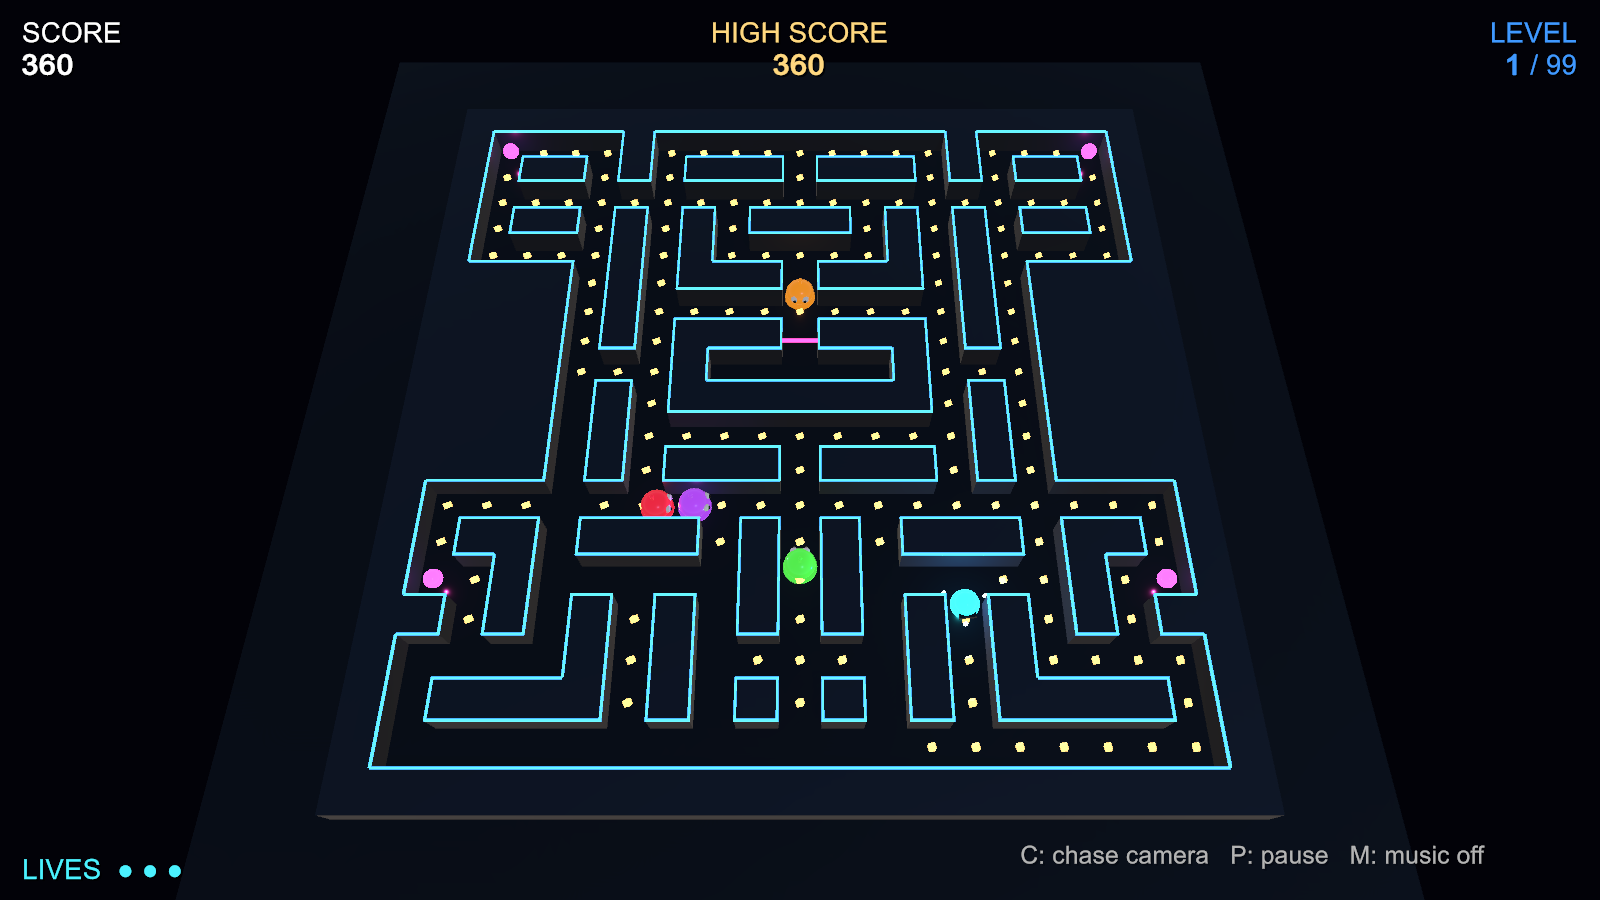 SCORE
360
HIGH SCORE
360
LEVEL
1 / 99
LIVES
C: chase camera P: pause M: music off